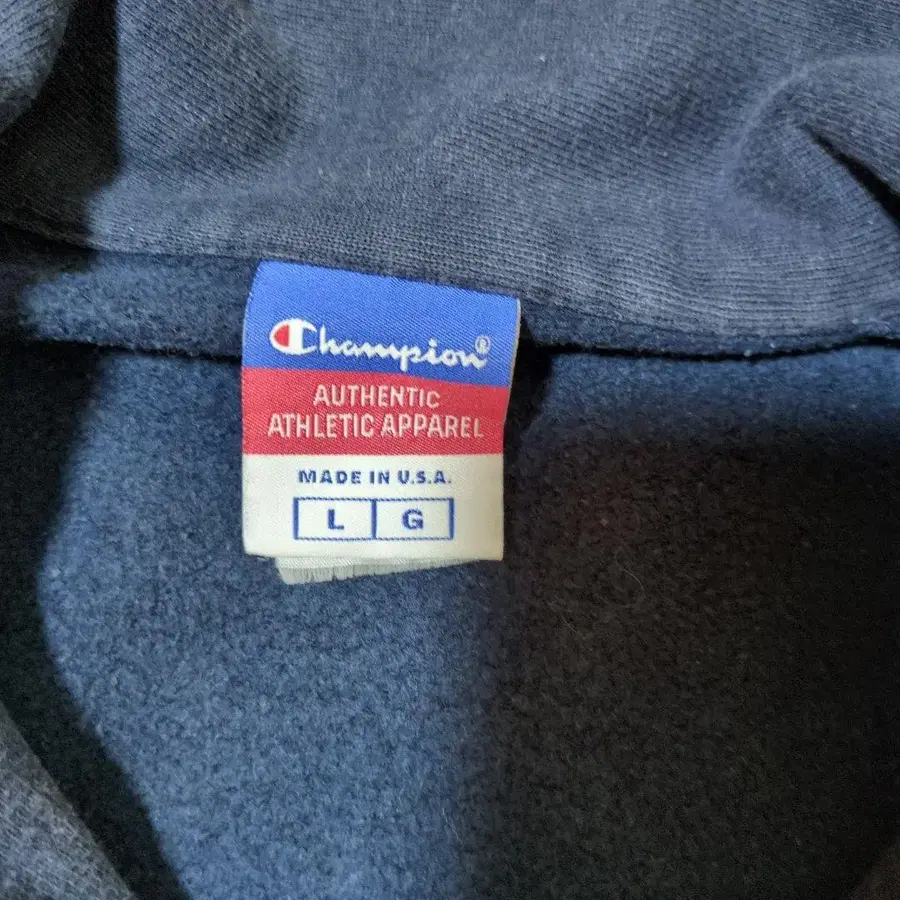 Champion®
AUTHENTIC
ATHLETIC APPAREL
MADE IN U.S.A.
L G